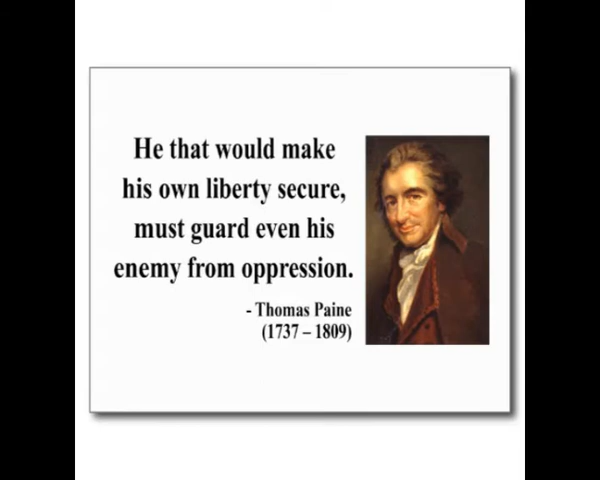 He that would make
his own liberty secure,
must guard even his
enemy from oppression.
- Thomas Paine
(1737 – 1809)